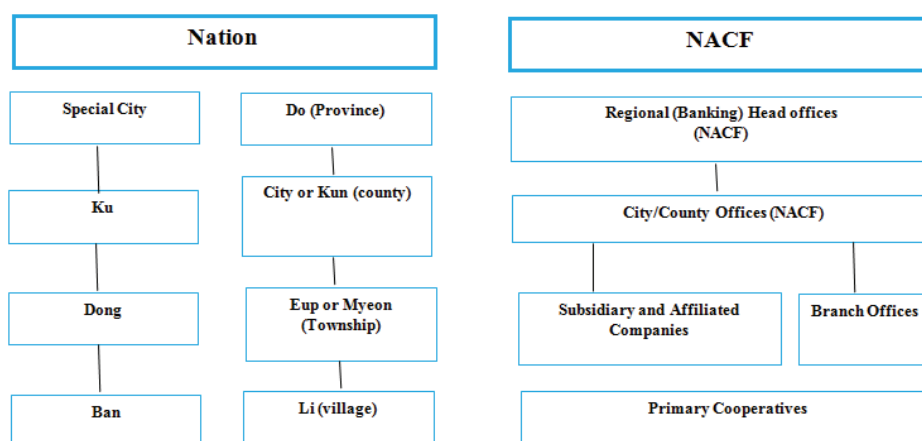 Nation
Special City
Ku
Dong
Ban
Do (Province)
City or Kun (county)
Eup or Myeon
(Township)
Li (village)
NACF
Regional (Banking) Head offices
(NACF)
City/County Offices (NACF)
Subsidiary and Affiliated
Companies
Branch Offices
Primary Cooperatives